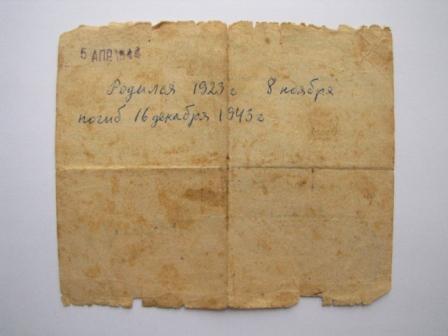 5 АПР 1944
Родился 1923 г 8 ноября
погиб 16 декабря 1943 г